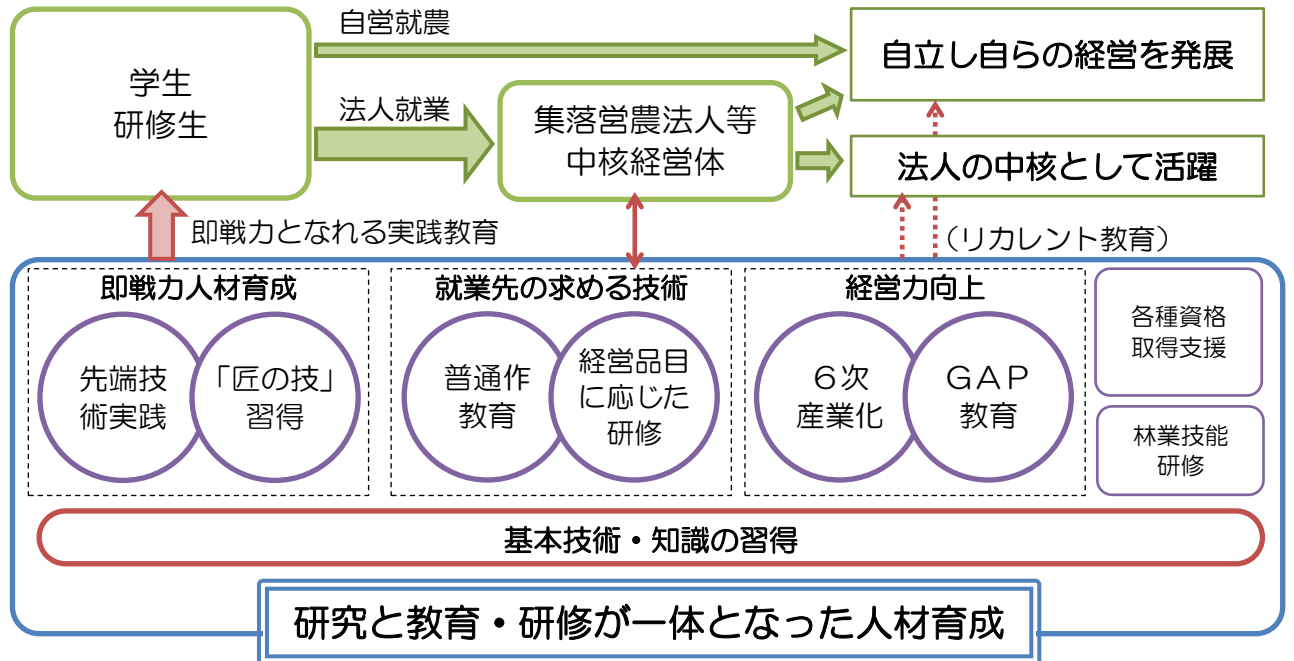 自営就農
学生
研修生
法人就業
集落営農法人等
中核経営体
自立し自らの経営を発展
法人の中核として活躍
即戦力となれる実践教育
（リカレント教育）
即戦力人材育成
先端技
術実践
「匠の技」
習得
就業先の求める技術
普通作
教育
経営品目
に応じた
研修
経営力向上
６次
産業化
ＧＡＰ
教育
各種資格
取得支援
林業技能
研修
基本技術・知識の習得
研究と教育・研修が一体となった人材育成